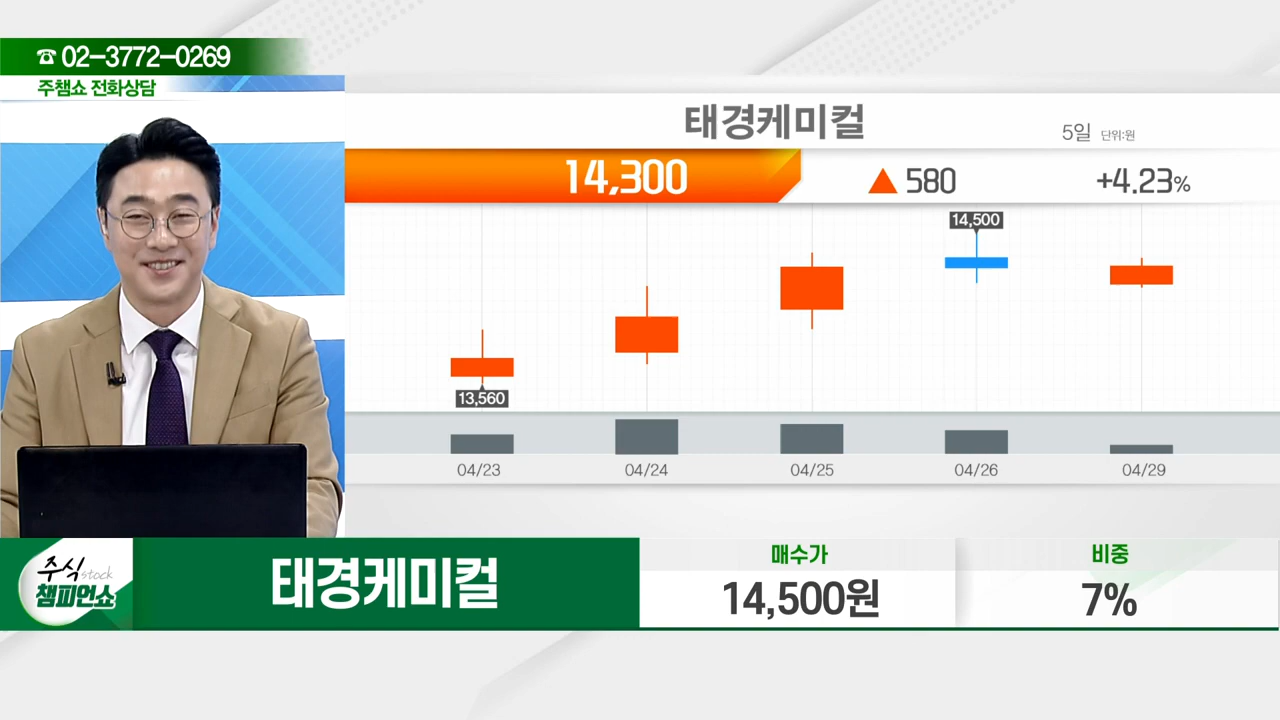 ☎ 02-3772-0269
주챔쇼 전화상담
태경케미컬
5일 단위:원
14,300 ▲ 580 +4.23%
14,500
13,560
04/23 04/24 04/25 04/26 04/29
주식 stock
챔피언쇼
태경케미컬
매수가
14,500원
비중
7%